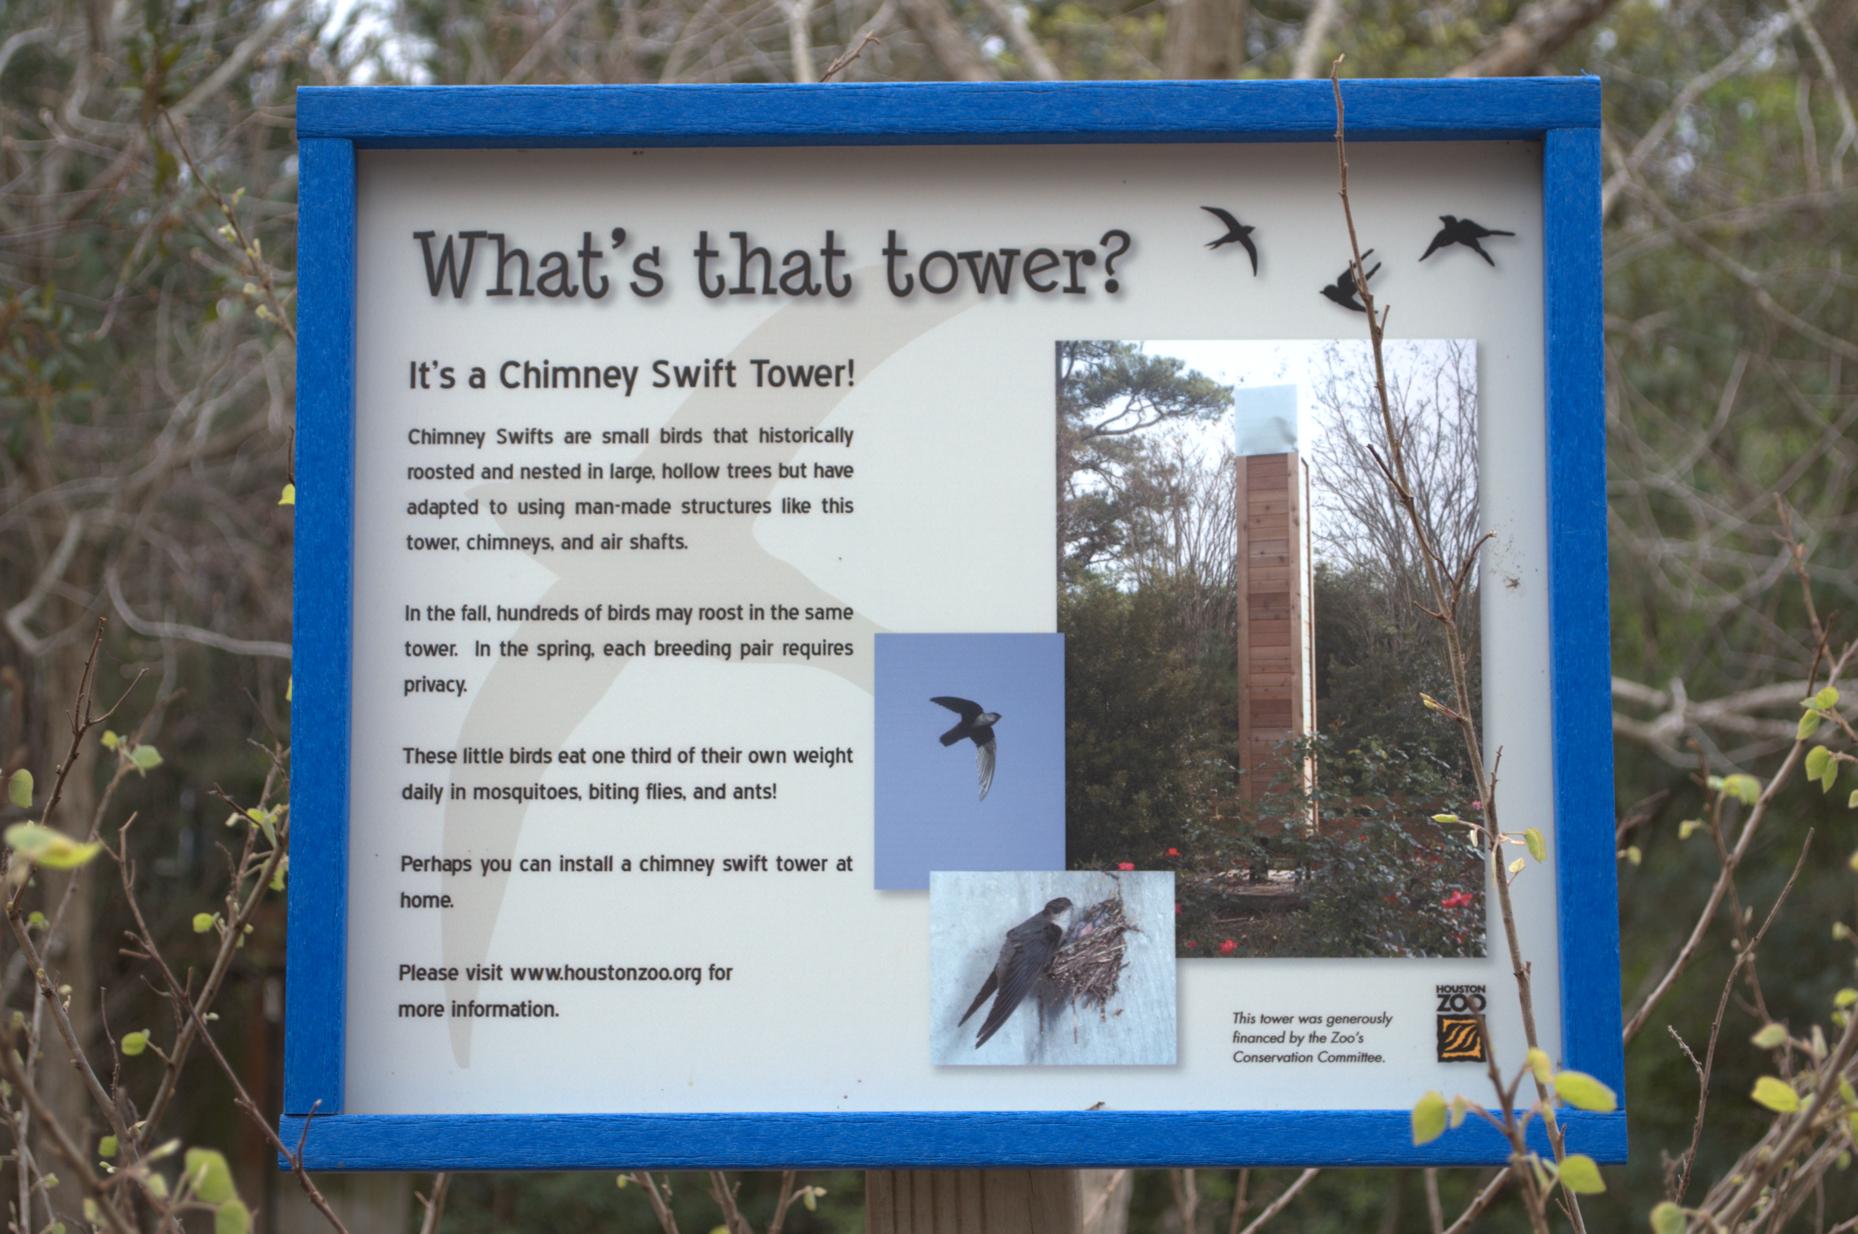 What's that tower?
It's a Chimney Swift Tower!
Chimney Swifts are small birds that historically
roosted and nested in large, hollow trees but have
adapted to using man-made structures like this
tower, chimneys, and air shafts.
In the fall, hundreds of birds may roost in the same
tower. In the spring, each breeding pair requires
privacy.
These little birds eat one third of their own weight
daily in mosquitoes, biting flies, and ants!
Perhaps you can install a chimney swift tower at
home.
Please visit www.houstonzoo.org for
more information.
This tower was generously
financed by the Zoo's
Conservation Committee.
HOUSTON
ZOO